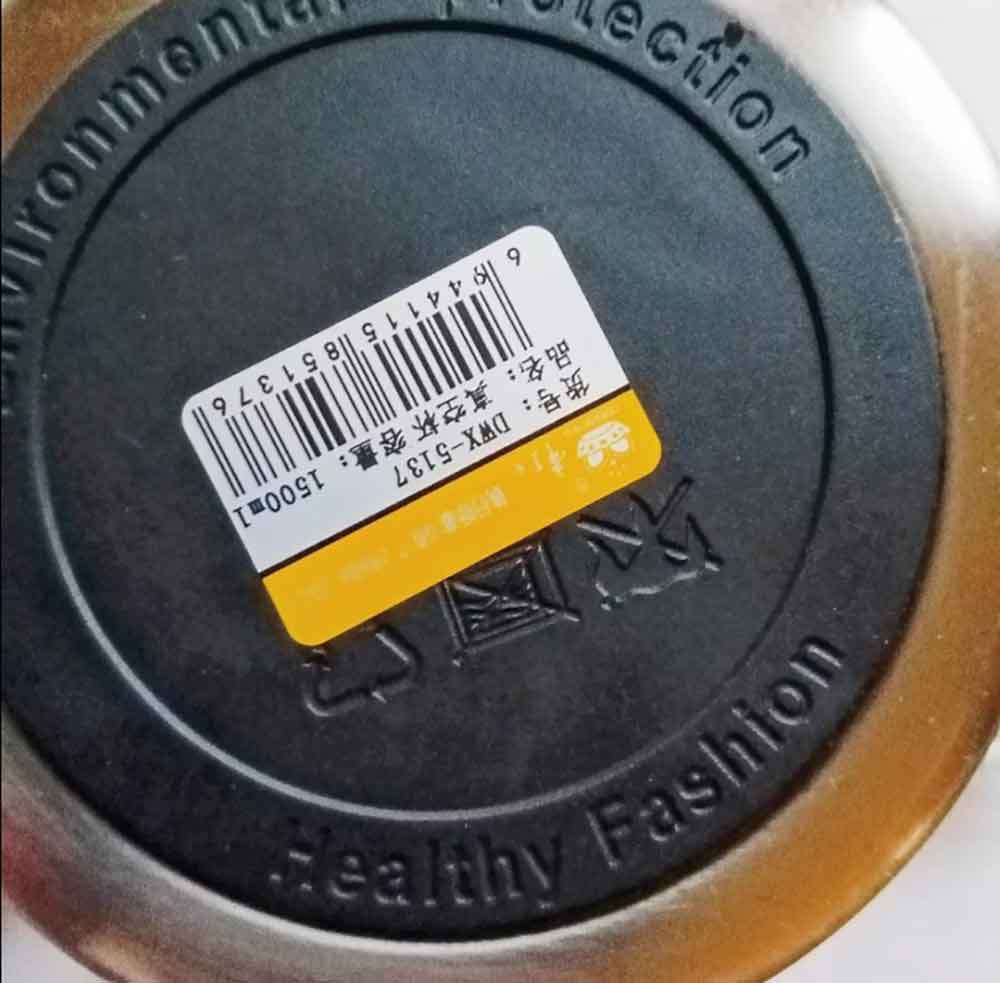 Environmental protection
货号: DWX-5137
品名: 真空杯 容量: 1500ml
6 944115 851376
Healthy Fashion